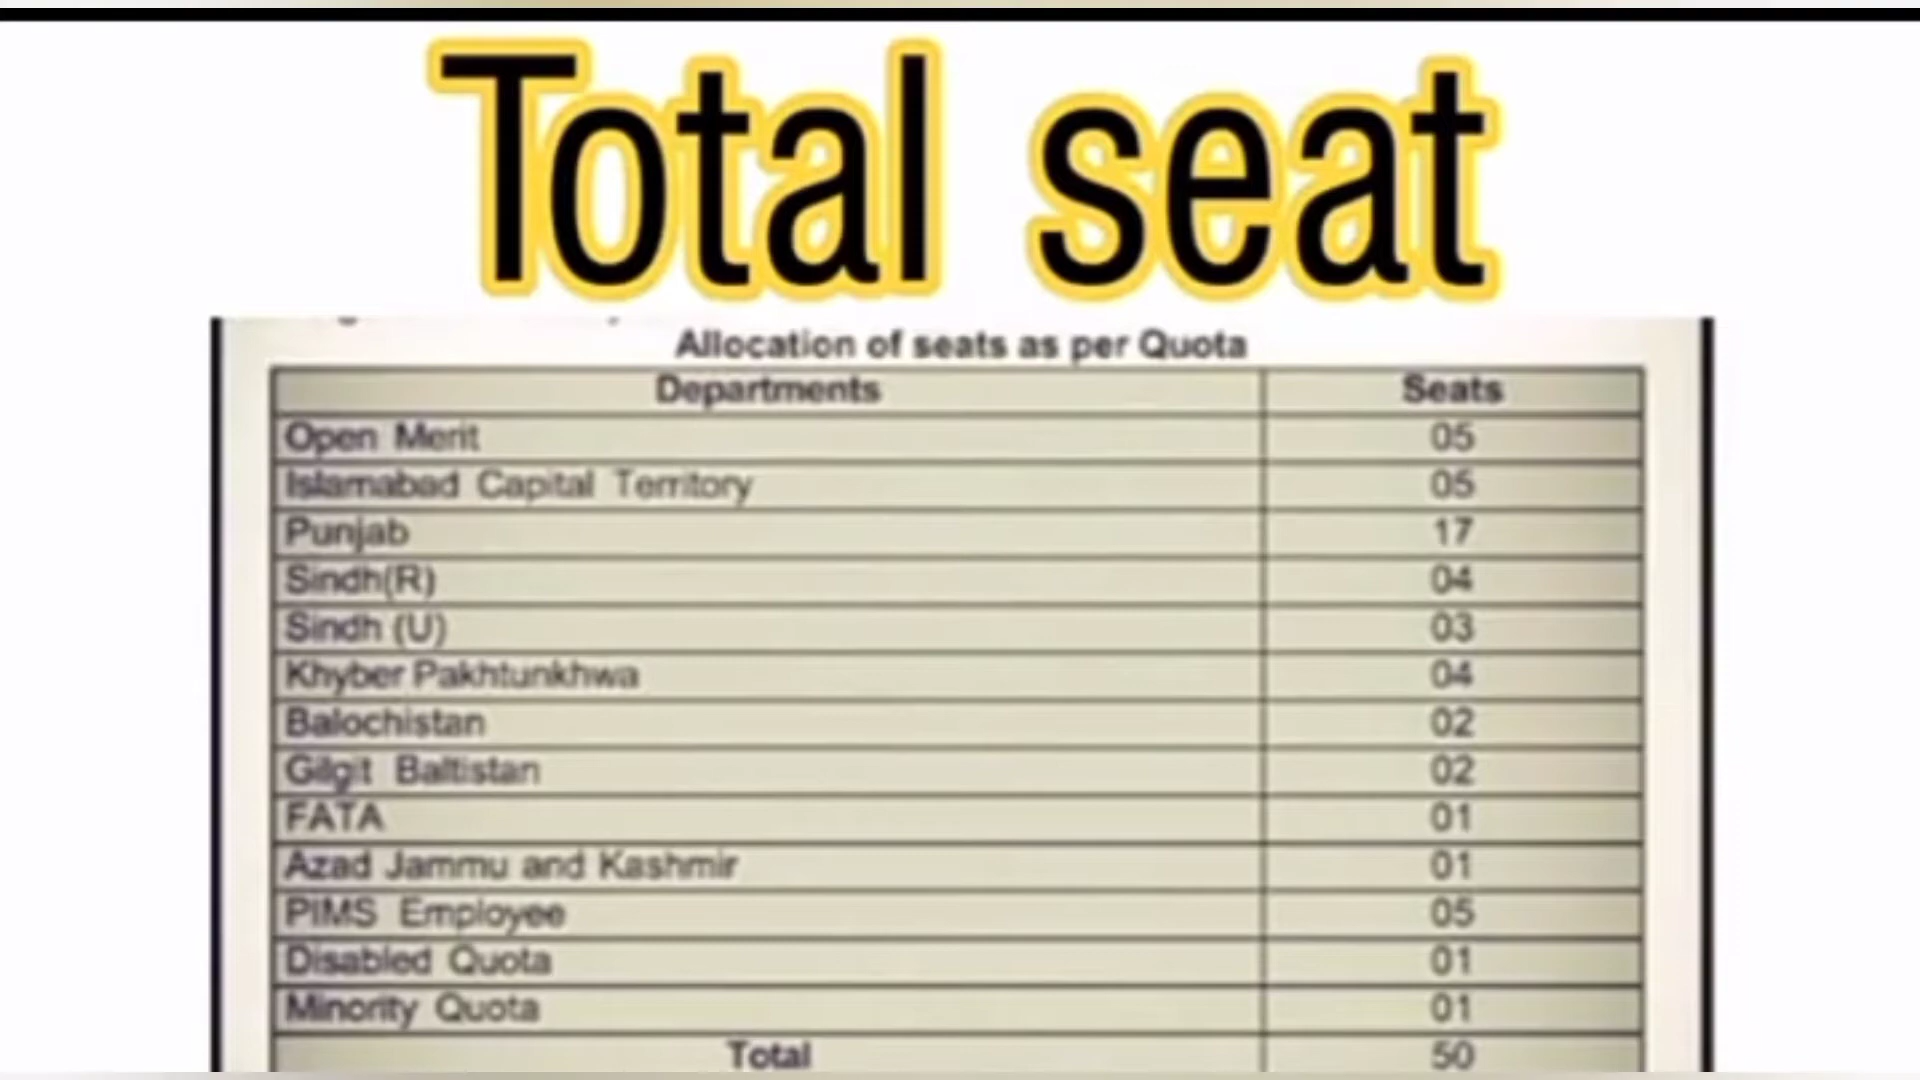 Total seat
Allocation of seats as per Quota
Departments Seats
Open Merit 05
Islamabad Capital Territory 05
Punjab 17
Sindh(R) 04
Sindh (U) 03
Khyber Pakhtunkhwa 04
Balochistan 02
Gilgit Baltistan 02
FATA 01
Azad Jammu and Kashmir 01
PIMS Employee 05
Disabled Quota 01
Minority Quota 01
Total 50